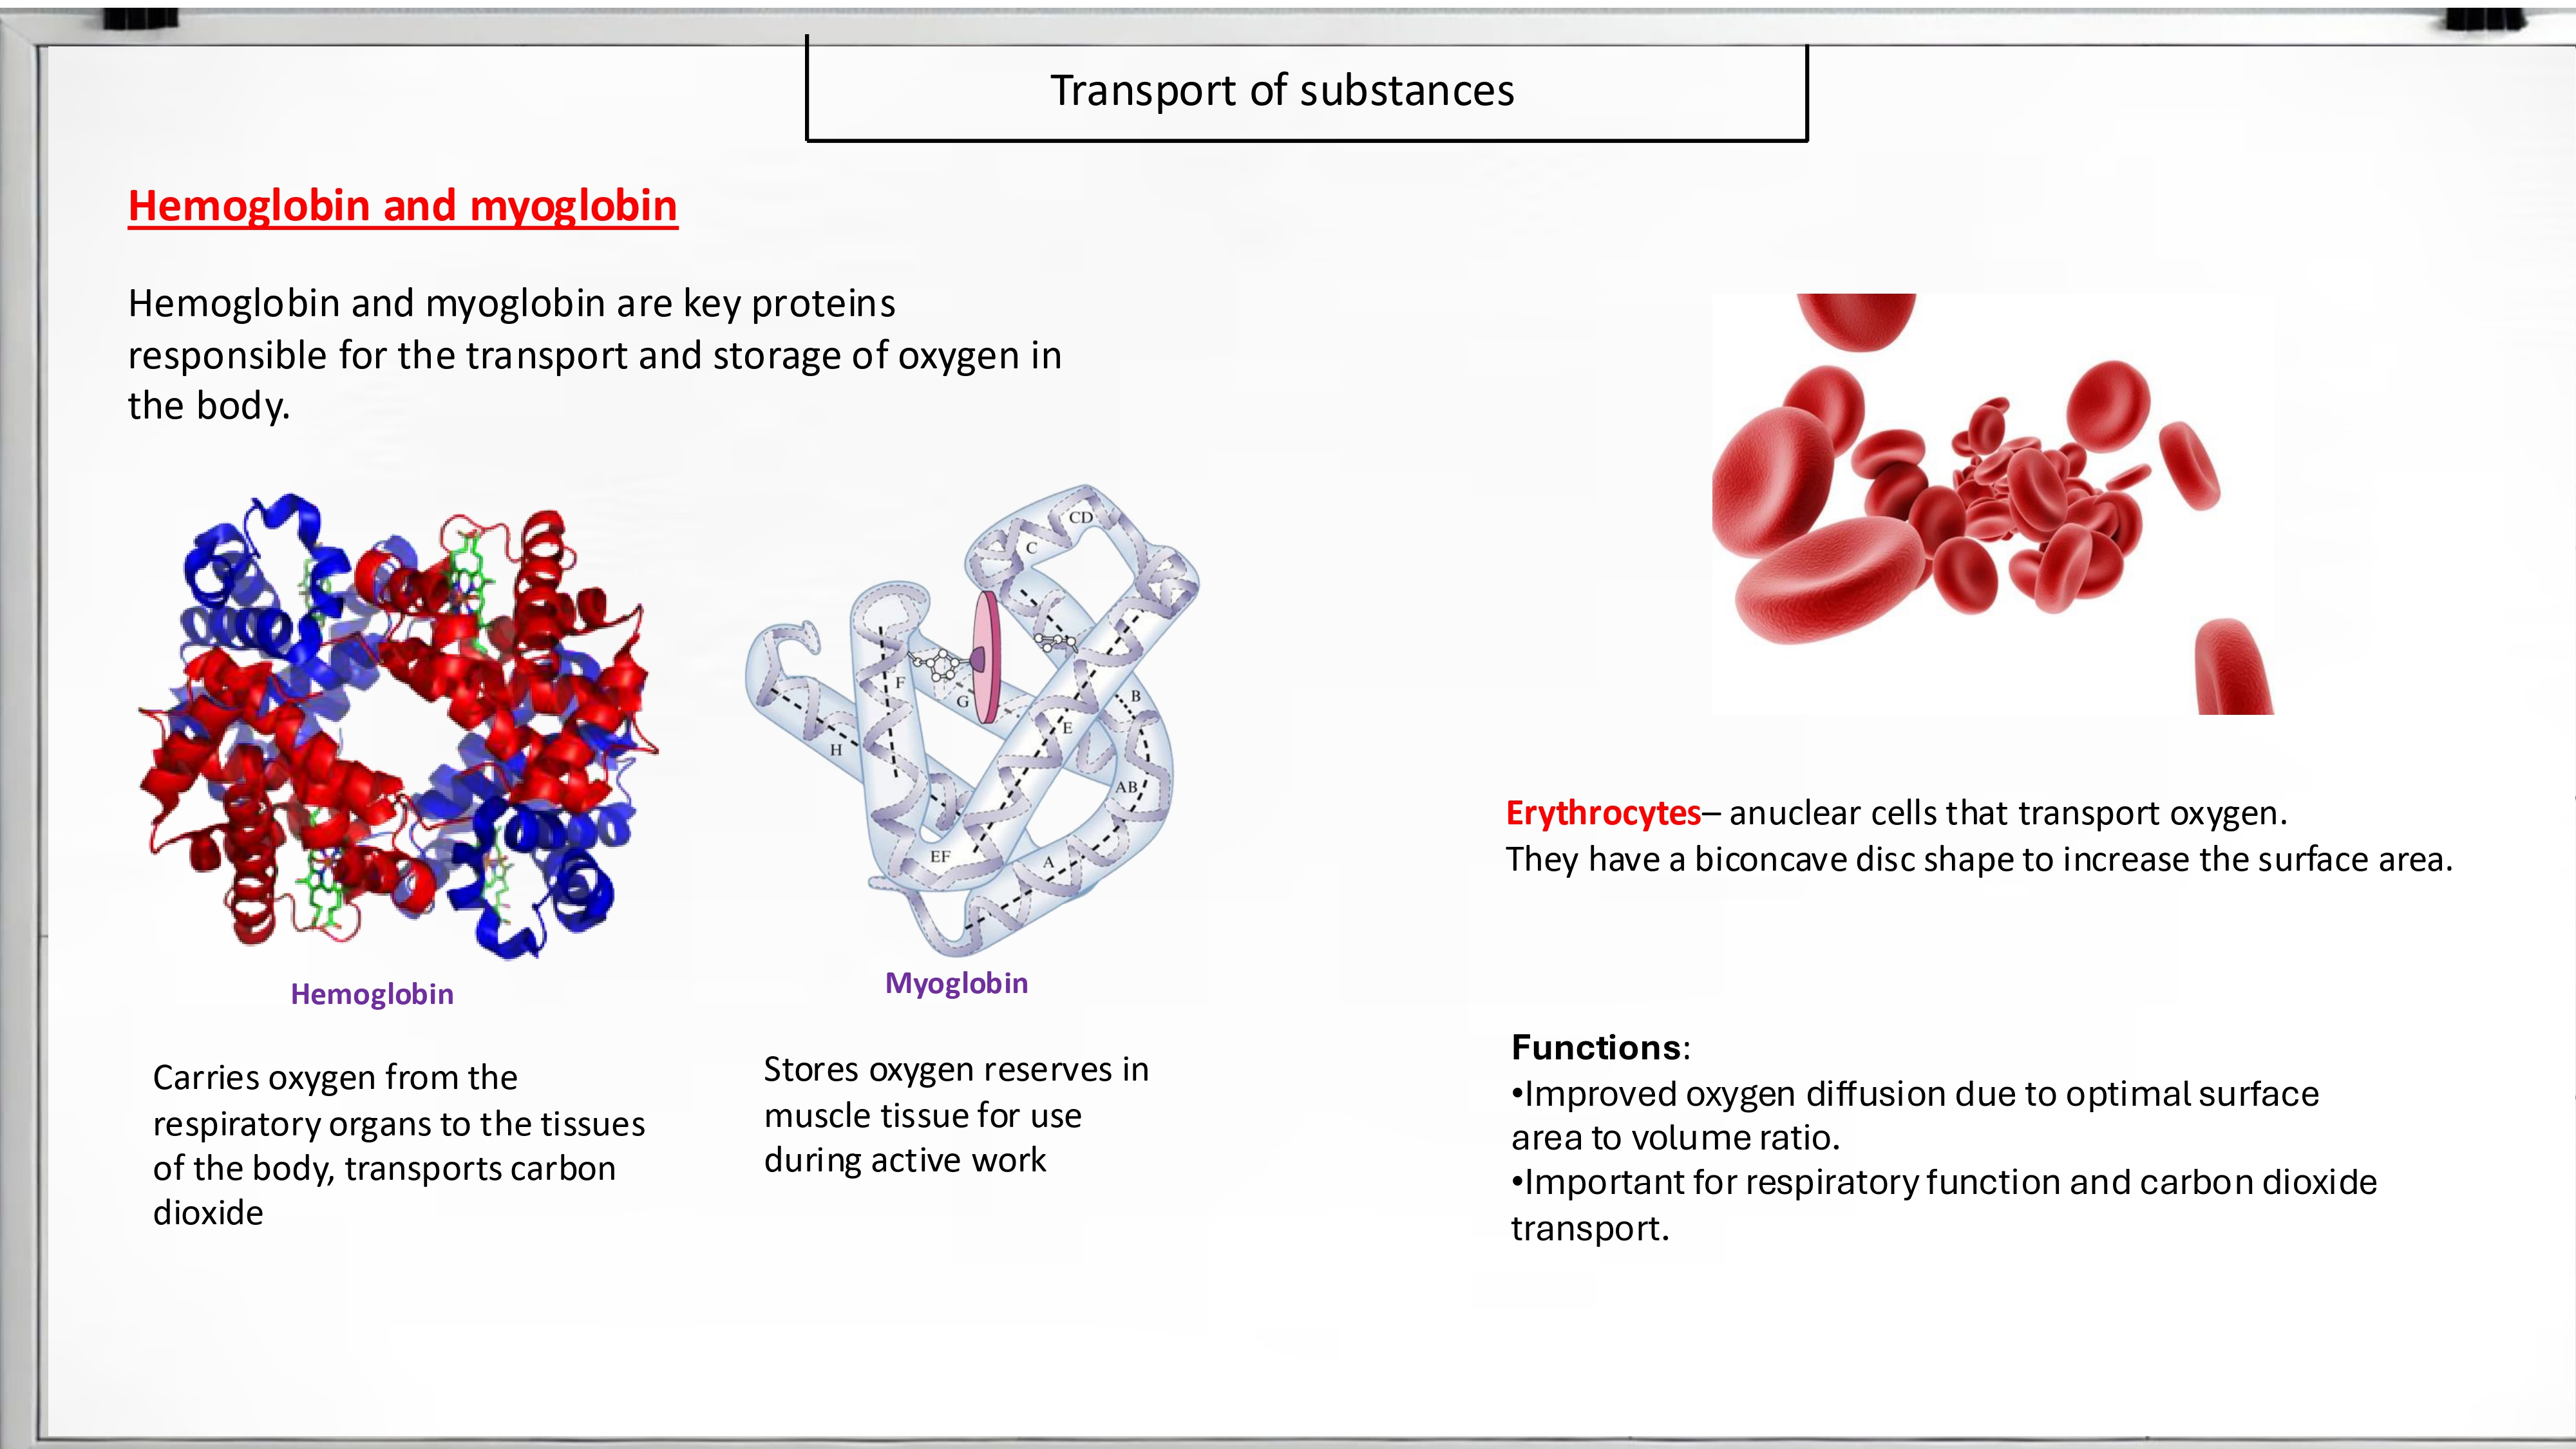 Transport of substances
Hemoglobin and myoglobin
Hemoglobin and myoglobin are key proteins
responsible for the transport and storage of oxygen in
the body.
CD
C
F
G
B
E
H
AB
EF
A
Hemoglobin
Myoglobin
Carries oxygen from the
respiratory organs to the tissues
of the body, transports carbon
dioxide
Stores oxygen reserves in
muscle tissue for use
during active work
Erythrocytes– anuclear cells that transport oxygen.
They have a biconcave disc shape to increase the surface area.
Functions:
•Improved oxygen diffusion due to optimal surface
area to volume ratio.
•Important for respiratory function and carbon dioxide
transport.